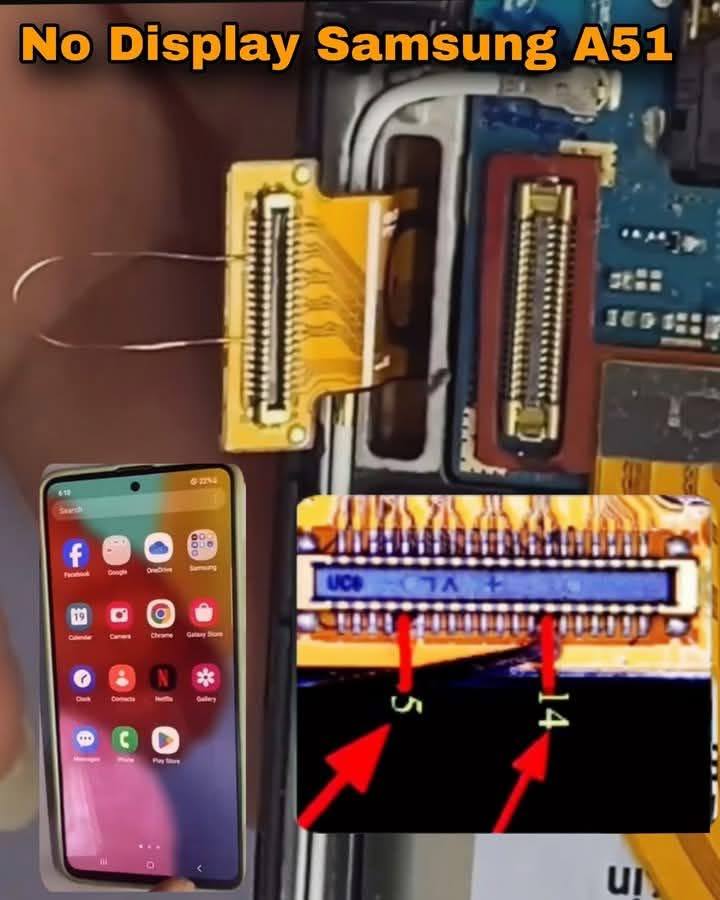 No Display Samsung A51
6:10
22%
Search
Facebook
Google
OneDrive
Samsung
19
Calendar
Camera
Chrome
Galaxy Store
Clock
Contacts
Netflix
Gallery
Messages
Phone
Play Store
5
14